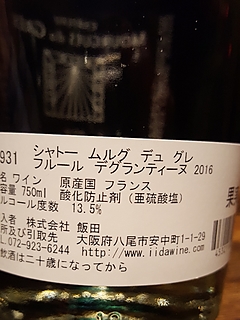 931 シャトー ムルグ デュ グレ
フルール デグランティーヌ 2016
名 ワイン 原産国 フランス 果
容量 750ml 酸化防止剤(亜硫酸塩)
ルコール度数 13.5%
入者 株式会社 飯田
所及び引取先 大阪府八尾市安中町1-1-29
L.072-923-6244 http://www.iidawine.com
飲酒は二十歳になってから